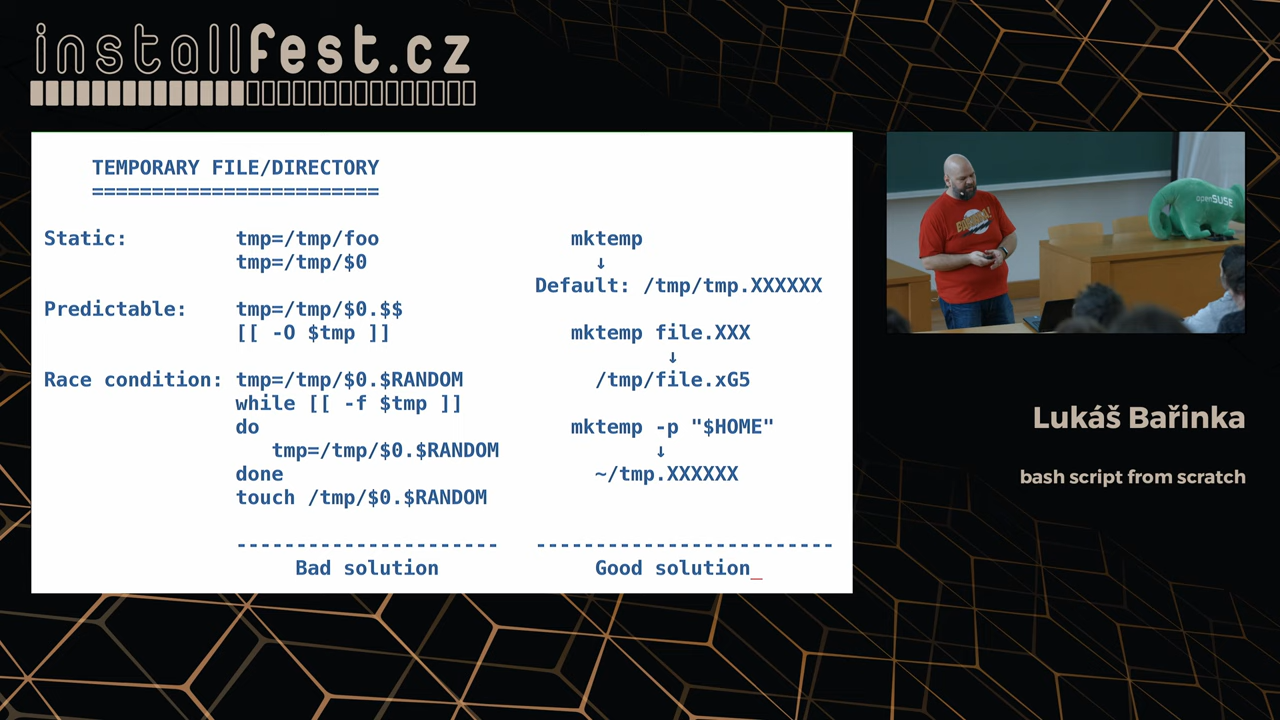 installfest.cz
TEMPORARY FILE/DIRECTORY
========================
Static: tmp=/tmp/foo
tmp=/tmp/$0
Predictable: tmp=/tmp/$0.$$
[[ -O $tmp ]]
Race condition: tmp=/tmp/$0.$RANDOM
while [[ -f $tmp ]]
do
tmp=/tmp/$0.$RANDOM
done
touch /tmp/$0.$RANDOM
----------------------
Bad solution
mktemp
↓
Default: /tmp/tmp.XXXXXX
mktemp file.XXX
↓
/tmp/file.xG5
mktemp -p "$HOME"
↓
~/tmp.XXXXXX
-------------------------
Good solution_
openSUSE
Lukáš Bařinka
bash script from scratch